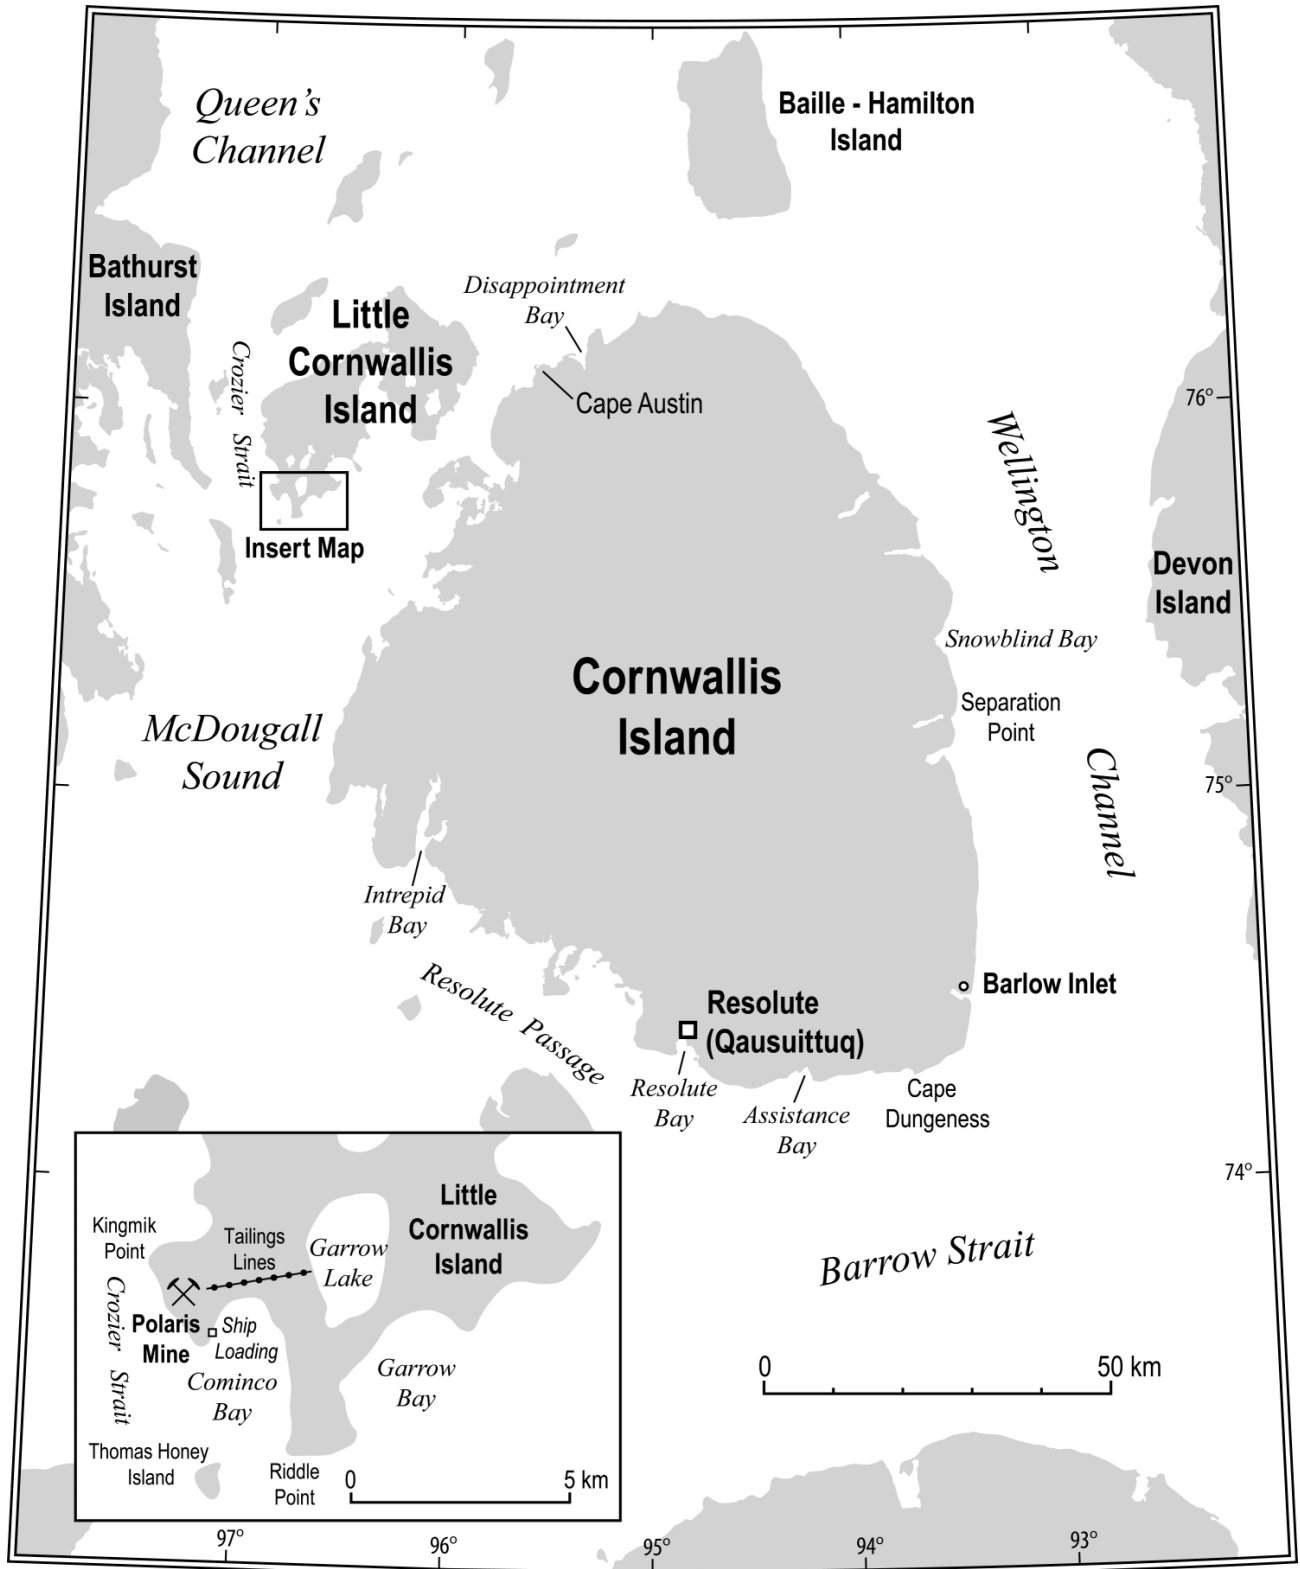 Queen's
Channel
Baille - Hamilton
Island
Bathurst
Island
Disappointment
Bay
Little
Cornwallis
Island
Crozier Strait
Cape Austin
76°
Wellington
Insert Map
Devon
Island
Snowblind Bay
Cornwallis
Island
Separation
Point
McDougall
Sound
Channel
75°
Intrepid
Bay
Resolute Passage
Barlow Inlet
Resolute
(Qausuittuq)
Resolute
Bay
Assistance
Bay
Cape
Dungeness
74°
Barrow Strait
0 50 km
Little
Cornwallis
Island
Kingmik
Point
Tailings
Lines
Garrow
Lake
Crozier Strait
Polaris
Mine
Ship
Loading
Cominco
Bay
Garrow
Bay
Thomas Honey
Island
Riddle
Point
0 5 km
97° 96° 95° 94° 93°